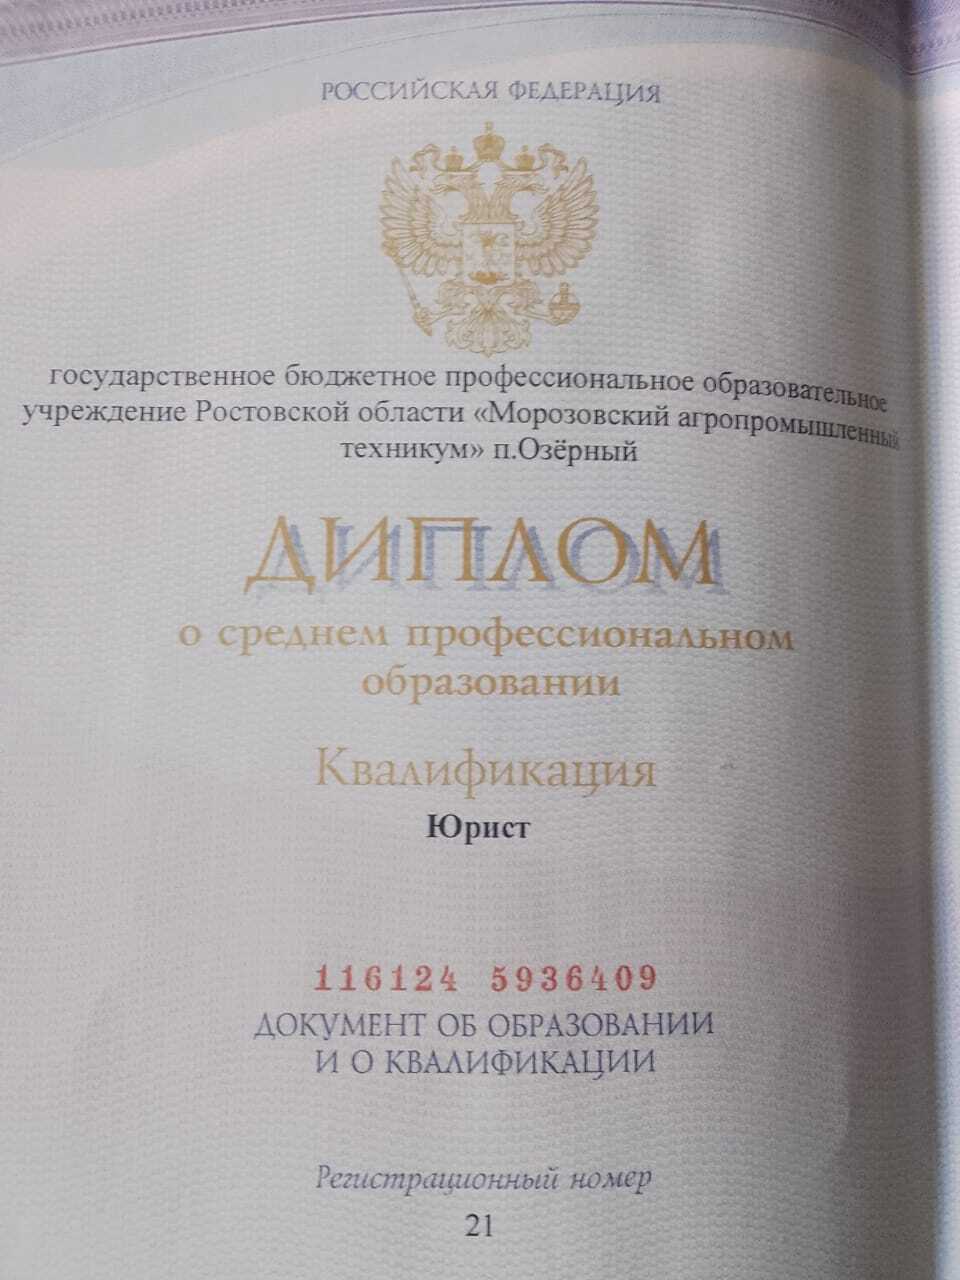 РОССИЙСКАЯ ФЕДЕРАЦИЯ
государственное бюджетное профессиональное образовательное
учреждение Ростовской области «Морозовский агропромышленный
техникум» п.Озёрный
ДИПЛОМ
о среднем профессиональном
образовании
Квалификация
Юрист
116124 5936409
ДОКУМЕНТ ОБ ОБРАЗОВАНИИ
И О КВАЛИФИКАЦИИ
Регистрационный номер
21